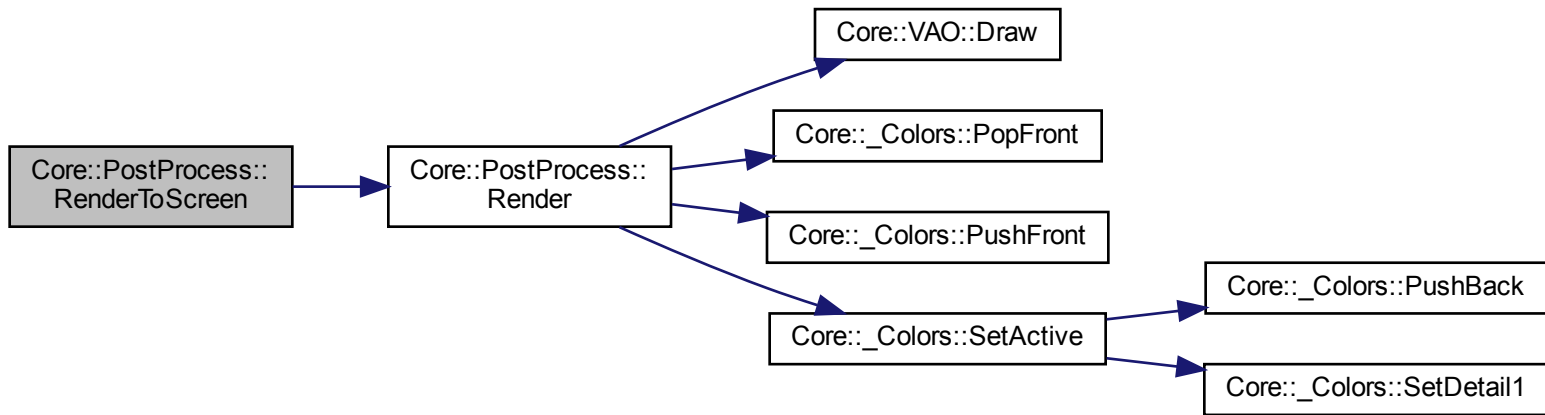 Core::PostProcess::
RenderToScreen
Core::PostProcess::
Render
Core::VAO::Draw
Core::_Colors::PopFront
Core::_Colors::PushFront
Core::_Colors::SetActive
Core::_Colors::PushBack
Core::_Colors::SetDetail1